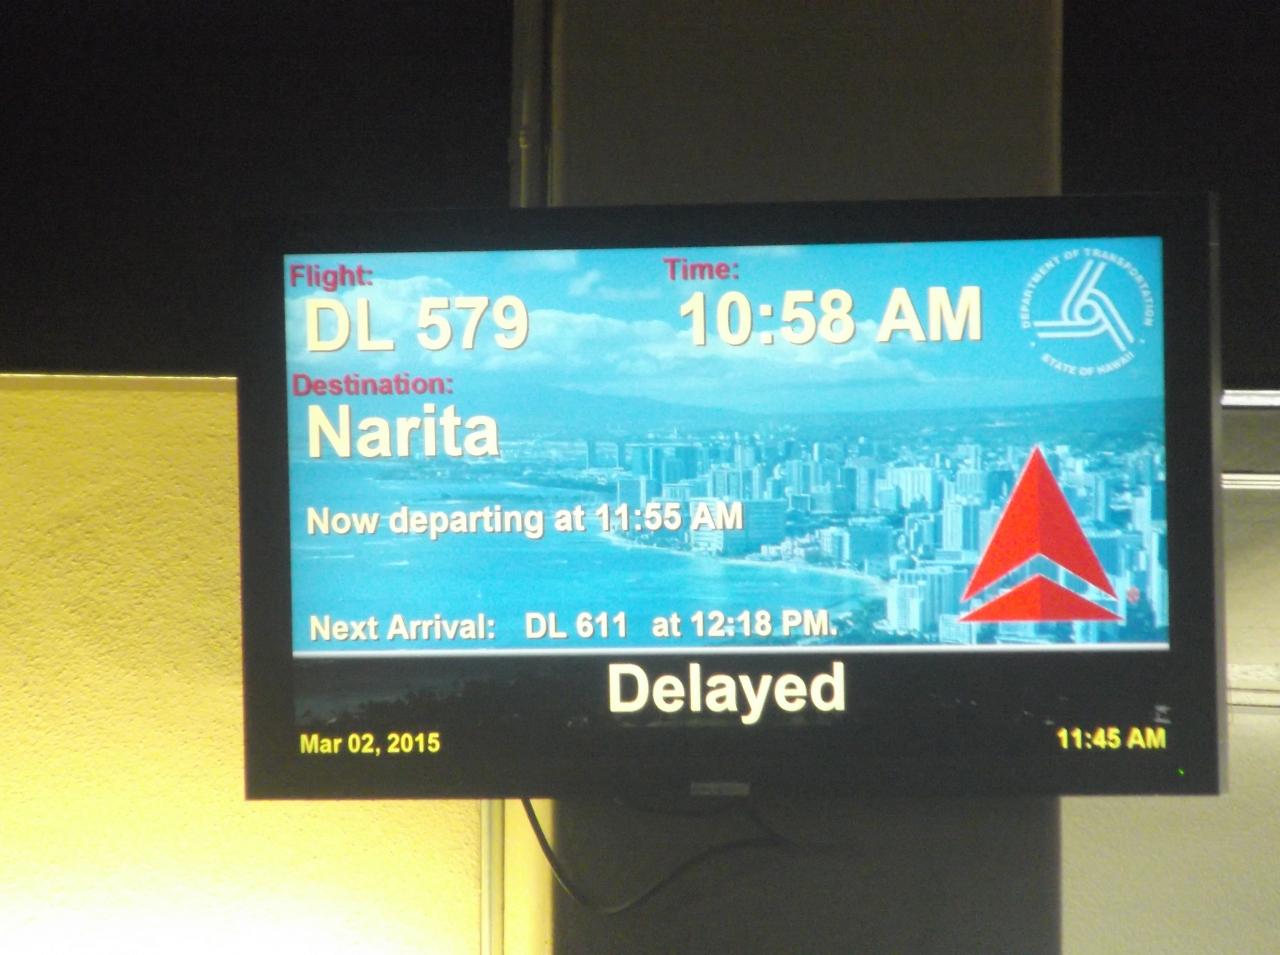 Flight:
Time:
DL 579
10:58 AM
DEPARTMENT OF TRANSPORTATION
STATE OF HAWAII
Destination:
Narita
Now departing at 11:55 AM
Next Arrival: DL 611 at 12:18 PM.
Delayed
Mar 02, 2015
11:45 AM